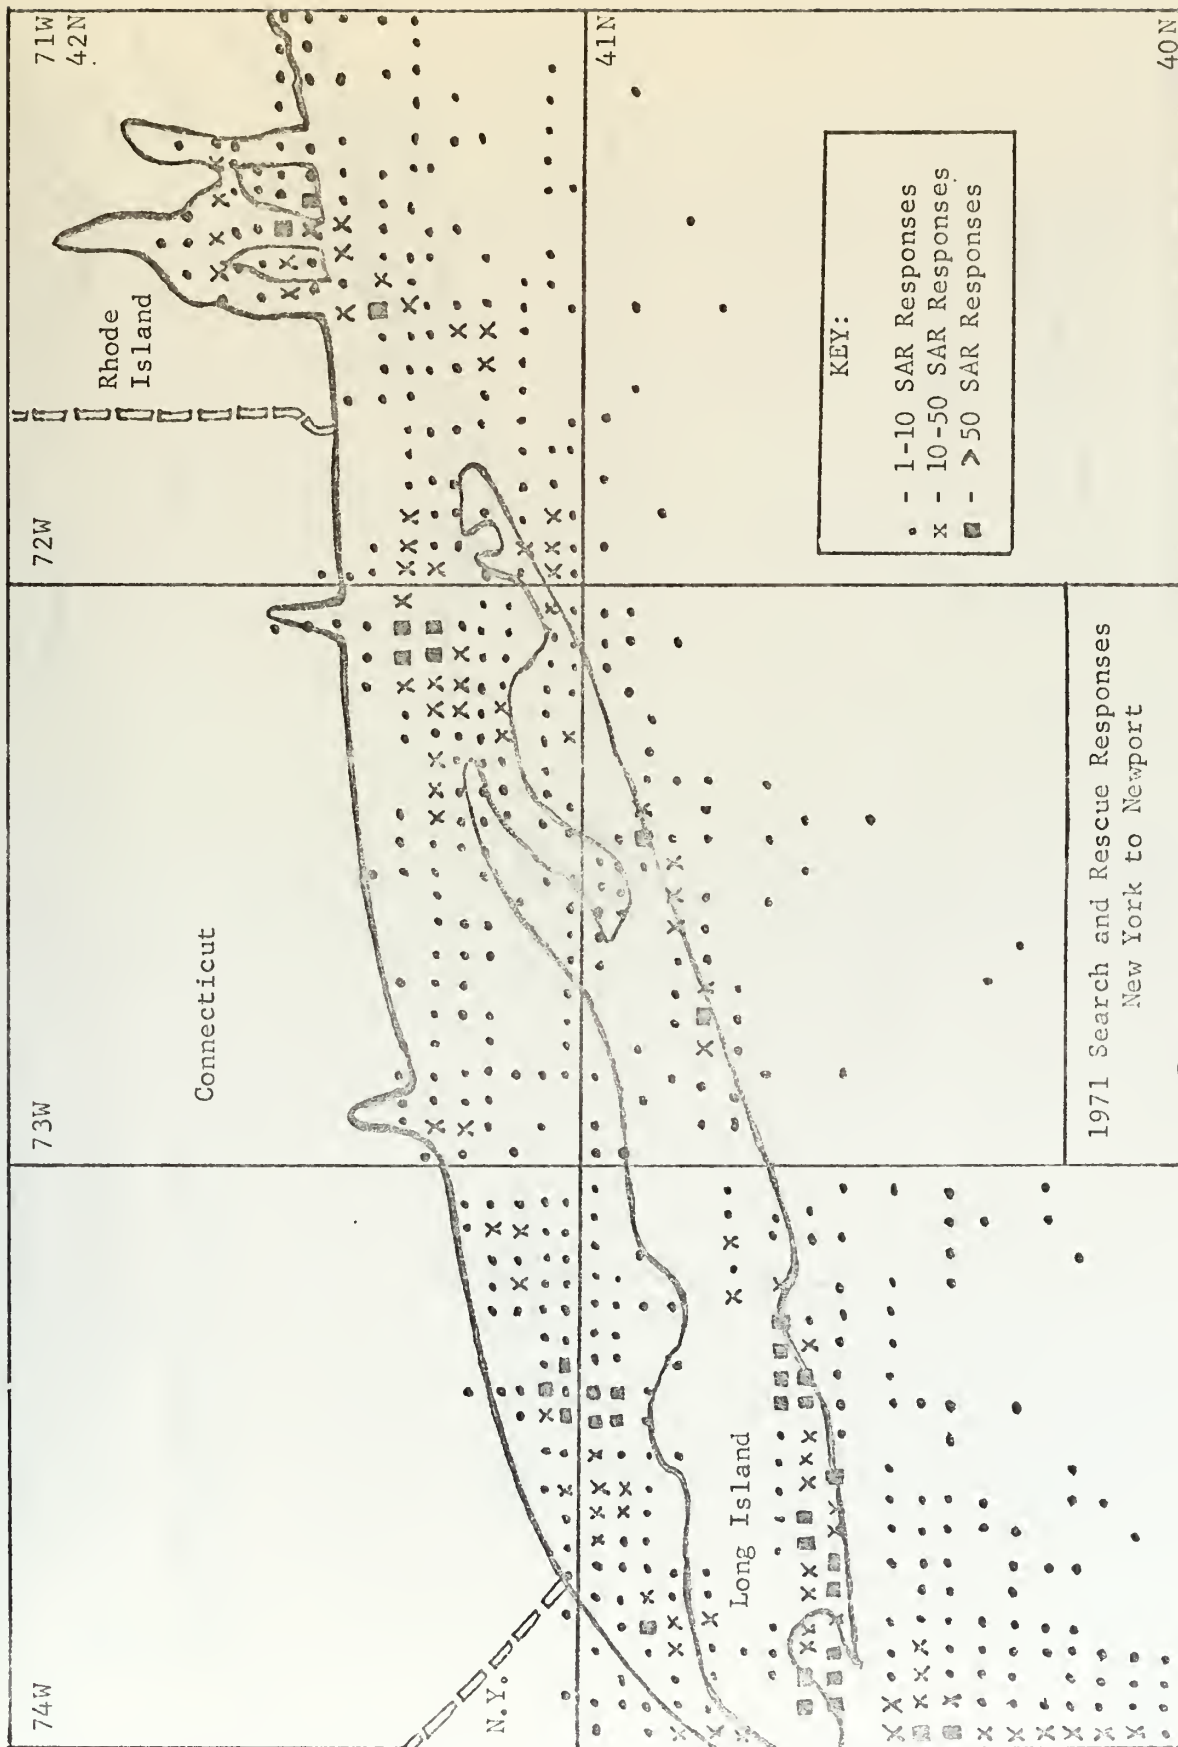 74W
73W
72W
71W
42N
Connecticut
Rhode
Island
N.Y.
Long Island
41N
40N
KEY:
• - 1-10 SAR Responses
x - 10-50 SAR Responses
■ - >50 SAR Responses
1971 Search and Rescue Responses
New York to Newport